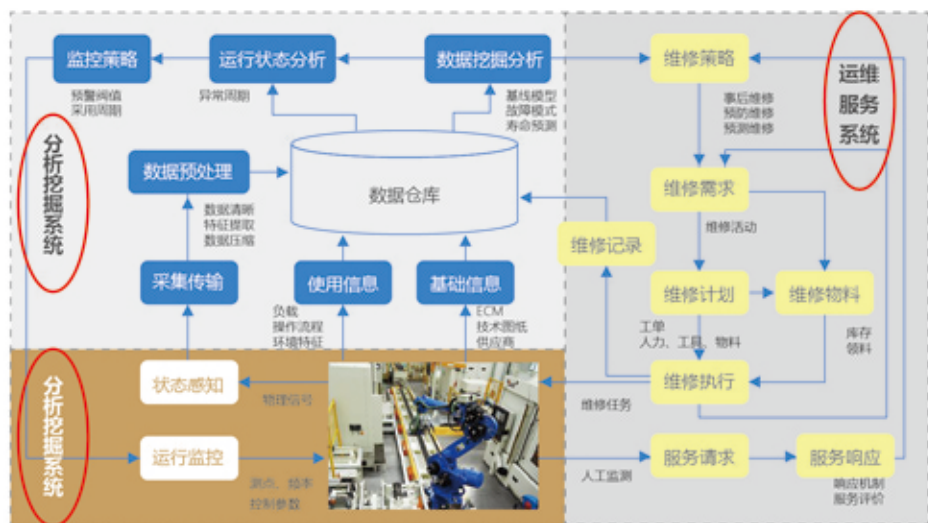 监控策略
运行状态分析
数据挖掘分析
维修策略
运维
服务
系统
预警阀值
采用周期
异常周期
基线模型
故障模式
寿命预测
事后维修
预防维修
预测维修
分析挖掘系统
数据预处理
数据仓库
维修需求
数据清晰
特征提取
数据压缩
维修活动
维修记录
采集传输
使用信息
基础信息
维修计划
维修物料
负载
操作流程
环境特征
ECM
技术图纸
供应商
工单
人力、工具、物料
库存
领料
分析挖掘系统
状态感知
物理信号
维修任务
维修执行
运行监控
测点、频率
控制参数
人工监测
服务请求
服务响应
响应机制
服务评价